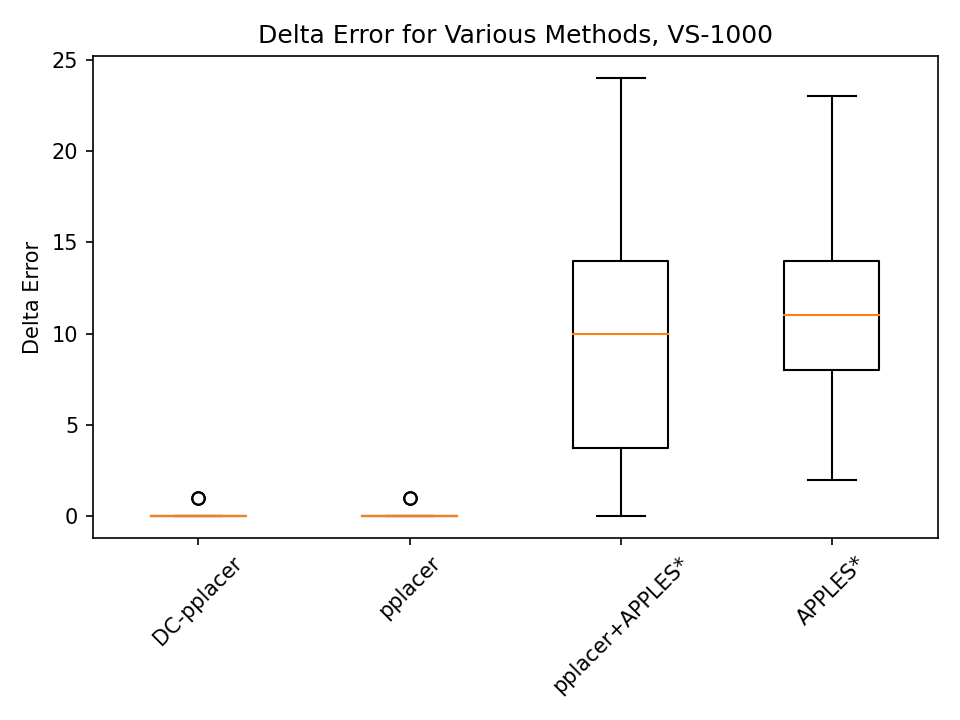 Delta Error for Various Methods, VS-1000
Delta Error
25
20
15
10
5
0
DC-pplacer
pplacer
pplacer+APPLES*
APPLES*